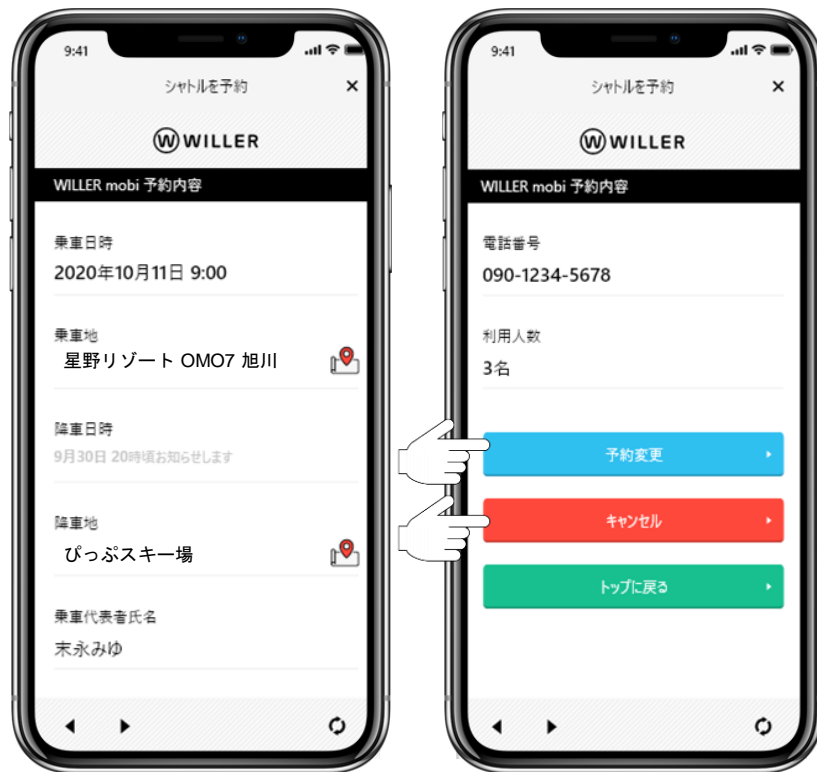 9:41
シャトルを予約
×
W WILLER
WILLER mobi 予約内容
乗車日時
2020年10月11日 9:00
乗車地
星野リゾート OMO7 旭川
降車日時
9月30日 20時頃お知らせします
降車地
ぴっぷスキー場
乗車代表者氏名
末永みゆ
9:41
シャトルを予約
×
W WILLER
WILLER mobi 予約内容
電話番号
090-1234-5678
利用人数
3名
予約変更
キャンセル
トップに戻る